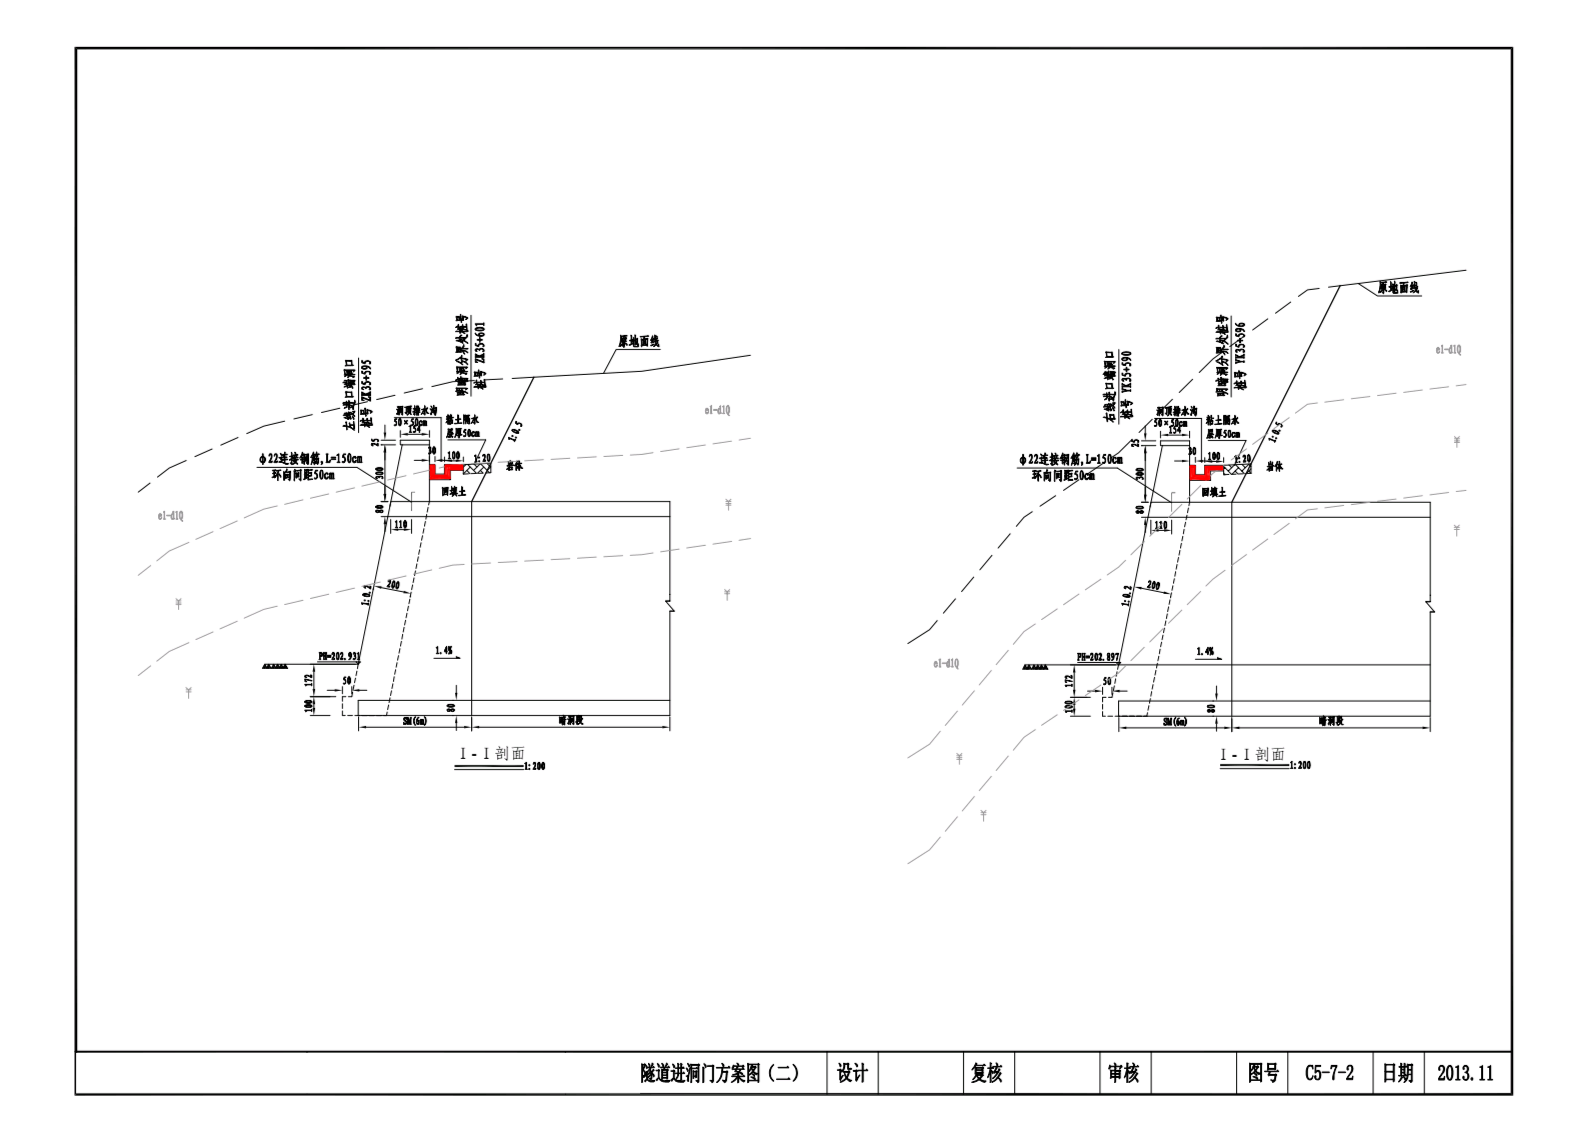 左线进口端洞口
桩号 ZK35+595
明暗洞分界处桩号
桩号 ZK35+601
原地面线
洞顶排水沟
50×50cm
154
粘土隔水
层厚50cm
25
30
100
1:20
1:0.5
岩体
el-dlQ
φ22连接钢筋,L=150cm
环向间距50cm
300
回填土
80
110
el-dlQ
1:0.2
200
PH=202.931
1.4%
172
50
100
80
SM(6m)
暗洞段
I-I剖面
1:200
右线进口端洞口
桩号 YK35+590
明暗洞分界处桩号
桩号 YK35+596
原地面线
洞顶排水沟
50×50cm
154
粘土隔水
层厚50cm
25
30
100
1:20
1:0.5
岩体
el-dlQ
φ22连接钢筋,L=150cm
环向间距50cm
300
回填土
80
110
1:0.2
200
el-dlQ
PH=202.897
1.4%
172
50
100
80
SM(6m)
暗洞段
I-I剖面
1:200
隧道进洞门方案图（二） 设计 复核 审核 图号 C5-7-2 日期 2013.11